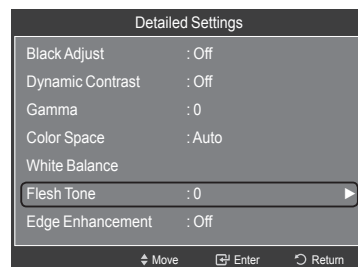 Detailed Settings
Black Adjust : Off
Dynamic Contrast : Off
Gamma : 0
Color Space : Auto
White Balance
Flesh Tone : 0 ►
Edge Enhancement : Off
Move Enter Return